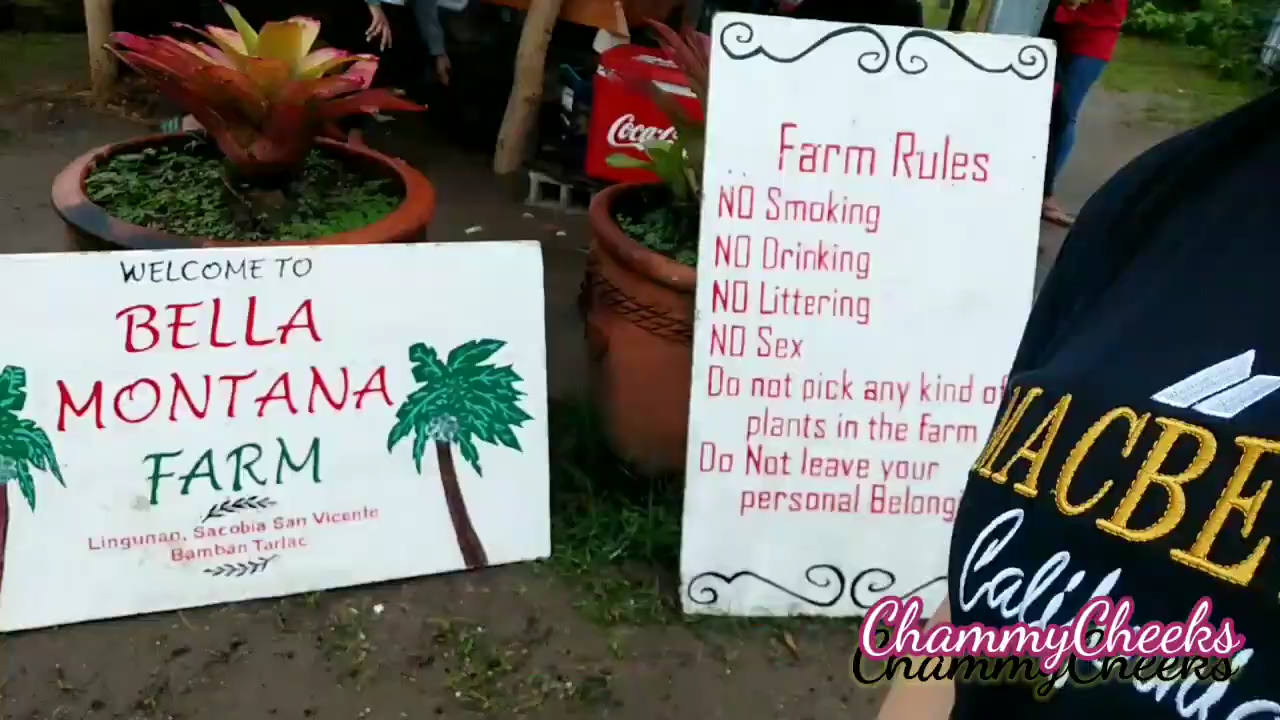 WELCOME TO
BELLA
MONTANA
FARM
Lingunan, Sacobia San Vicente
Bamban Tarlac
Coca-
Farm Rules
NO Smoking
NO Drinking
NO Littering
NO Sex
Do not pick any kind of
plants in the farm
Do Not leave your
personal Belongi
MACBE
ChammyCheeks